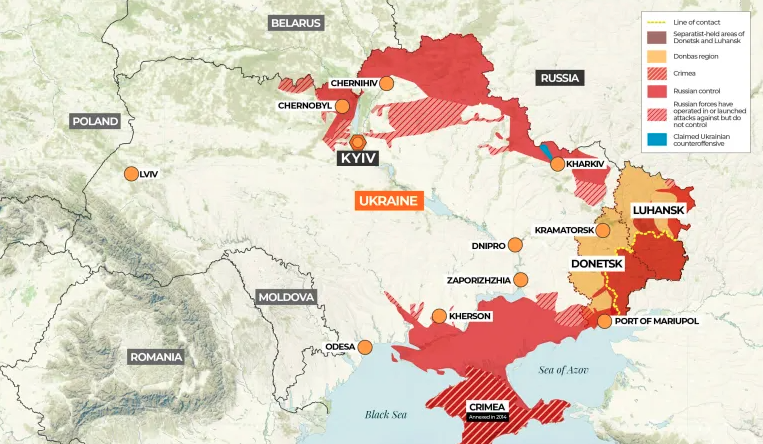 BELARUS
Line of contact
Separatist-held areas of
Donetsk and Luhansk
Donbas region
Crimea
Russian control
Russian forces have
operated in or launched
attacks against but do
not control
Claimed Ukrainian
counteroffensive
RUSSIA
CHERNIHIV
CHERNOBYL
POLAND
KYIV
KHARKIV
LVIV
UKRAINE
LUHANSK
KRAMATORSK
DNIPRO
DONETSK
ZAPORIZHZHIA
MOLDOVA
KHERSON
PORT OF MARIUPOL
ODESA
ROMANIA
Sea of Azov
CRIMEA
Annexed in 2014
Black Sea